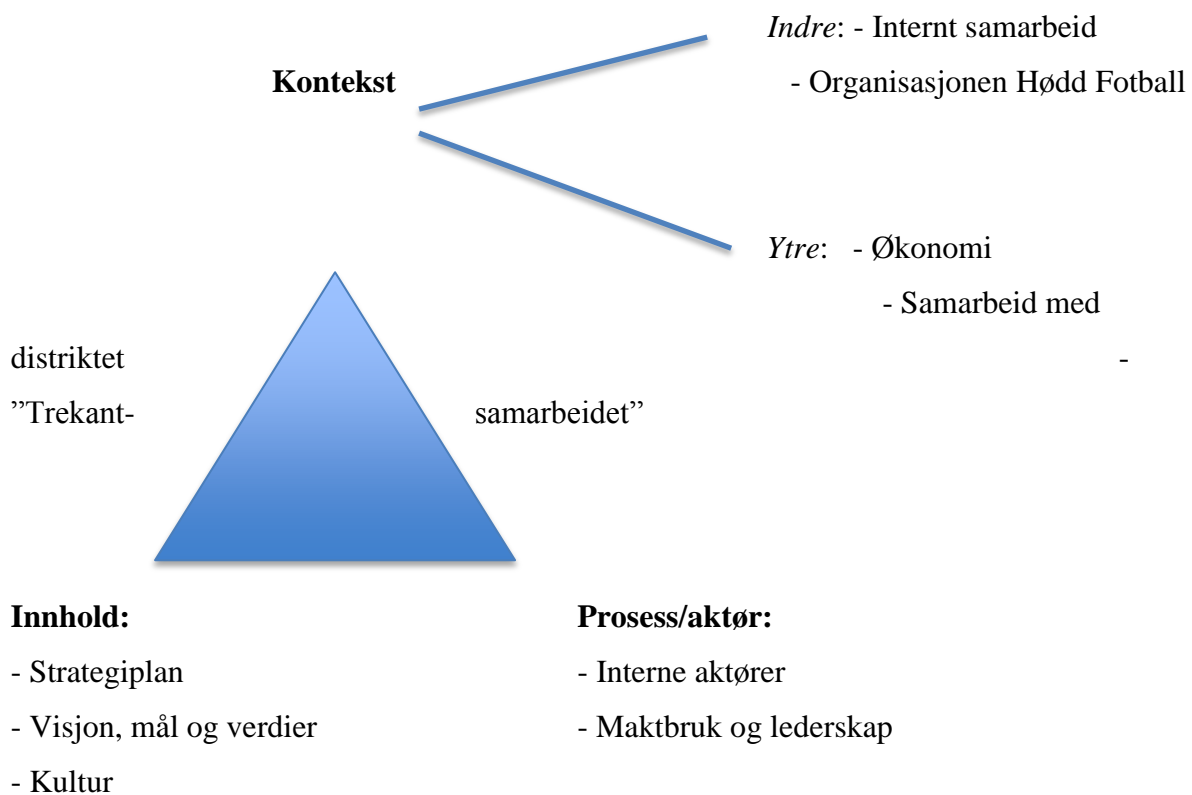 Indre: - Internt samarbeid
Kontekst - Organisasjonen Hødd Fotball
Ytre: - Økonomi
- Samarbeid med
distriktet -
”Trekant- samarbeidet”
Innhold: Prosess/aktør:
- Strategiplan - Interne aktører
- Visjon, mål og verdier - Maktbruk og lederskap
- Kultur